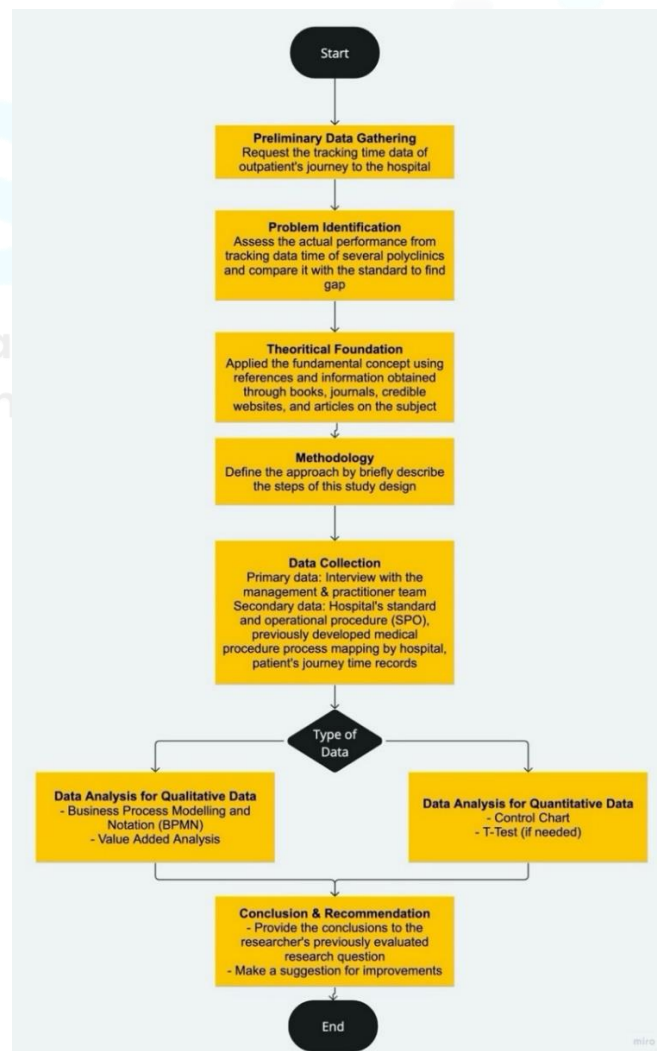 Start
Preliminary Data Gathering
Request the tracking time data of
outpatient's journey to the hospital
Problem Identification
Assess the actual performance from
tracking data time of several polyclinics
and compare it with the standard to find
gap
Theoritical Foundation
Applied the fundamental concept using
references and information obtained
through books, journals, credible
websites, and articles on the subject
Methodology
Define the approach by briefly describe
the steps of this study design
Data Collection
Primary data: Interview with the
management & practitioner team
Secondary data: Hospital's standard
and operational procedure (SPO),
previously developed medical
procedure process mapping by hospital,
patient's journey time records
Type of
Data
Data Analysis for Qualitative Data
- Business Process Modelling and
Notation (BPMN)
- Value Added Analysis
Data Analysis for Quantitative Data
- Control Chart
- T-Test (if needed)
Conclusion & Recommendation
- Provide the conclusions to the
researcher's previously evaluated
research question
- Make a suggestion for improvements
End
miro